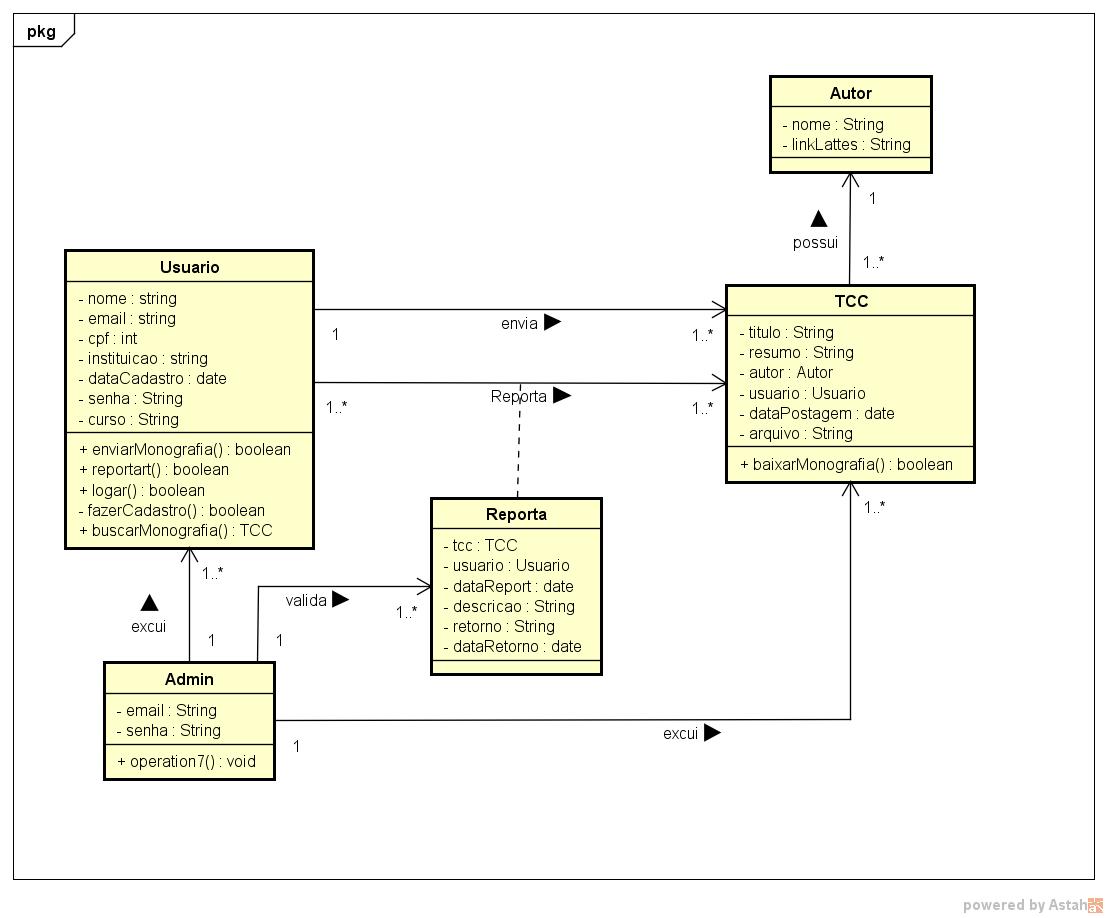 pkg
Autor
- nome : String
- linkLattes : String
1
▲
possui
1..*
Usuario
- nome : string
- email : string
- cpf : int
- instituicao : string
- dataCadastro : date
- senha : String
- curso : String
+ enviarMonografia() : boolean
+ reportart() : boolean
+ logar() : boolean
- fazerCadastro() : boolean
+ buscarMonografia() : TCC
envia ▶
1
1..*
Reporta ▶
1..*
1..*
TCC
- titulo : String
- resumo : String
- autor : Autor
- usuario : Usuario
- dataPostagem : date
- arquivo : String
+ baixarMonografia() : boolean
1..*
Reporta
- tcc : TCC
- usuario : Usuario
- dataReport : date
- descricao : String
- retorno : String
- dataRetorno : date
1..*
▲
excui
1
valida ▶
1..*
1
Admin
- email : String
- senha : String
+ operation7() : void
1
excui ▶
powered by Astah